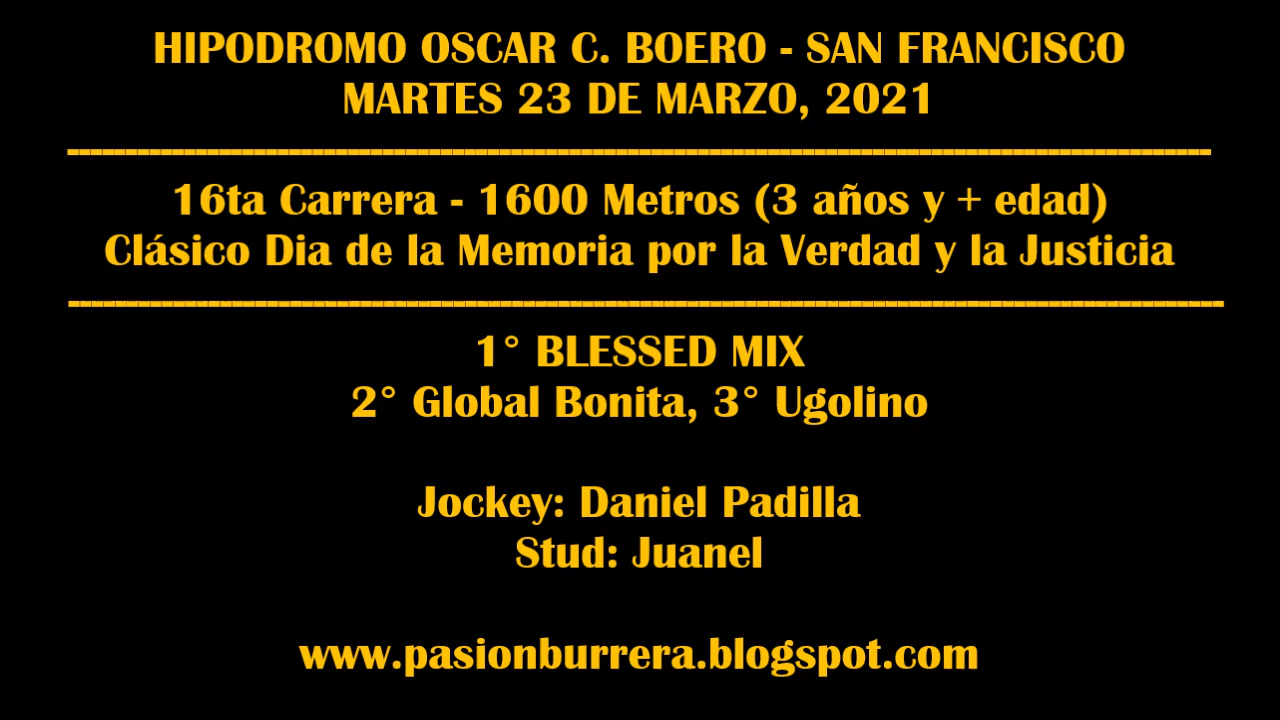 HIPODROMO OSCAR C. BOERO - SAN FRANCISCO
MARTES 23 DE MARZO, 2021
16ta Carrera - 1600 Metros (3 años y + edad)
Clásico Dia de la Memoria por la Verdad y la Justicia
1° BLESSED MIX
2° Global Bonita, 3° Ugolino
Jockey: Daniel Padilla
Stud: Juanel
www.pasionburrera.blogspot.com